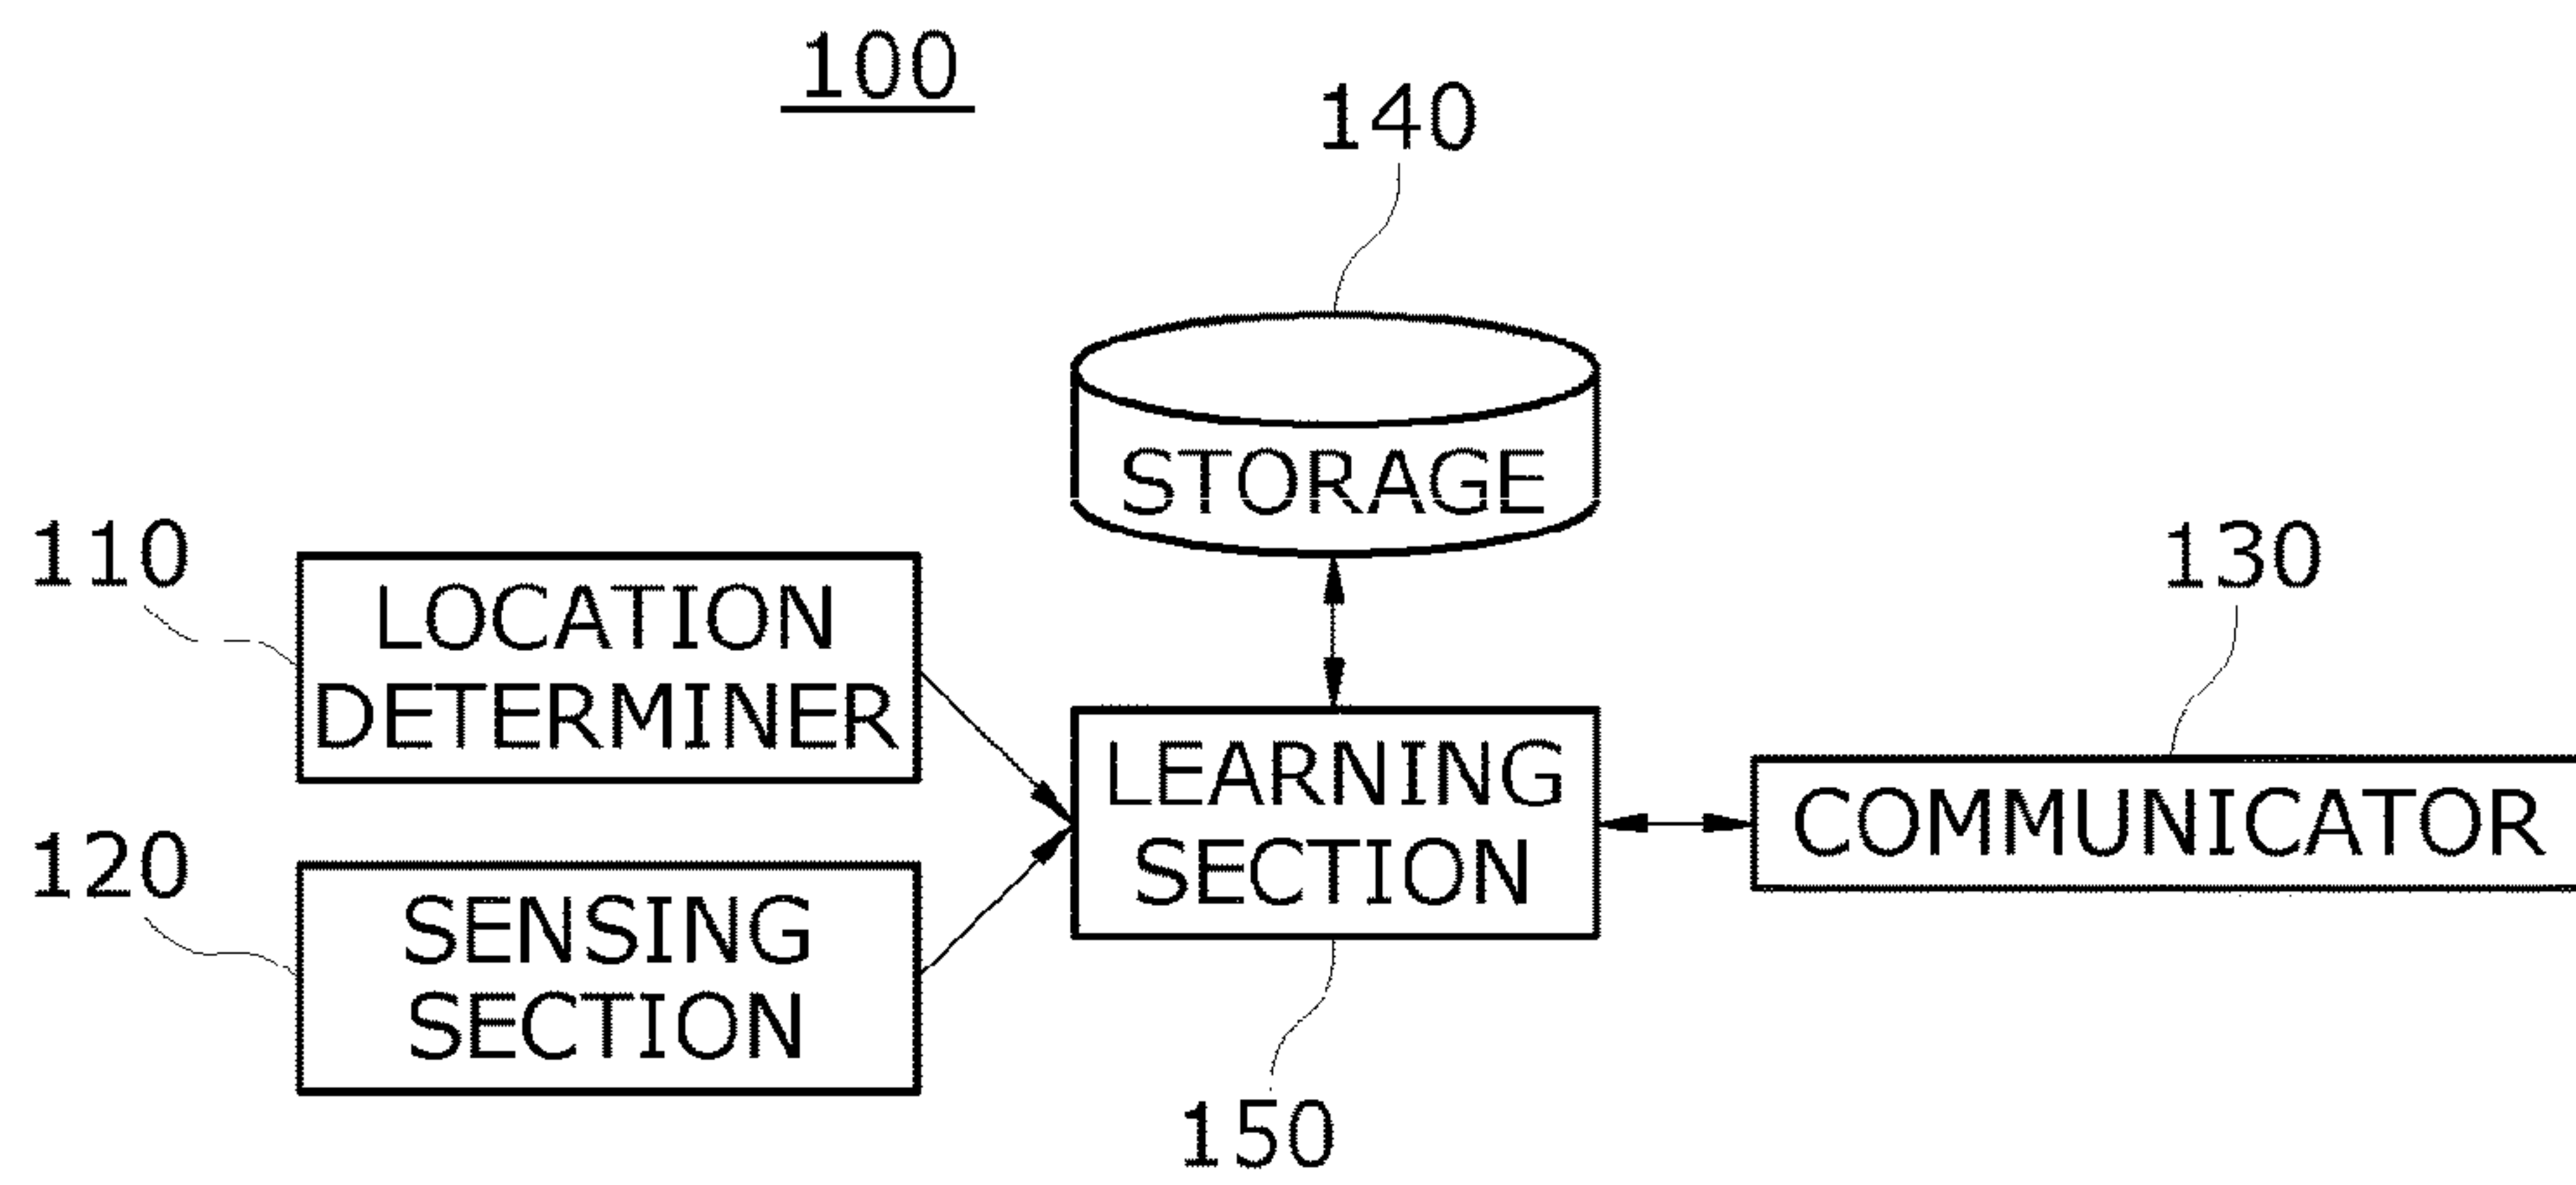 100
140
STORAGE
110
LOCATION
DETERMINER
130
LEARNING
SECTION
COMMUNICATOR
120
SENSING
SECTION
150